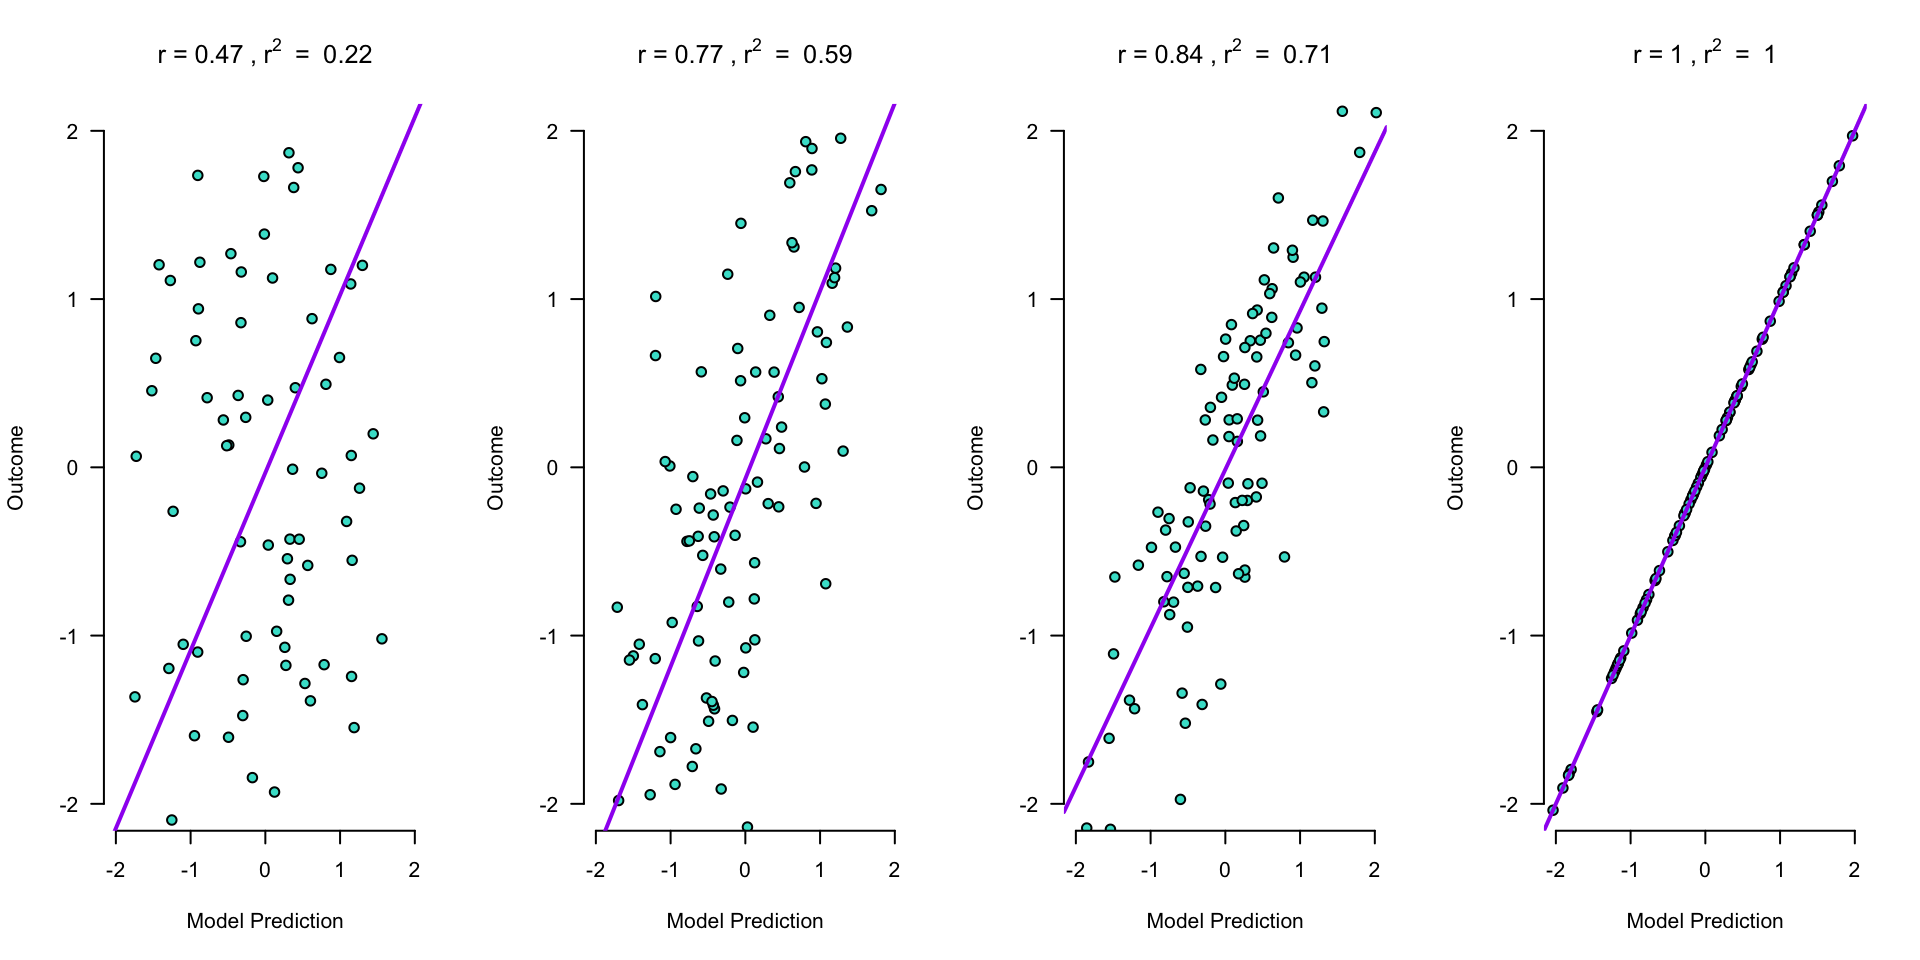 r = 0.47 , r² = 0.22
2
1
0
-1
-2
Outcome
-2 -1 0 1 2
Model Prediction
r = 0.77 , r² = 0.59
2
1
0
-1
-2
Outcome
-2 -1 0 1 2
Model Prediction
r = 0.84 , r² = 0.71
2
1
0
-1
-2
Outcome
-2 -1 0 1 2
Model Prediction
r = 1 , r² = 1
2
1
0
-1
-2
Outcome
-2 -1 0 1 2
Model Prediction